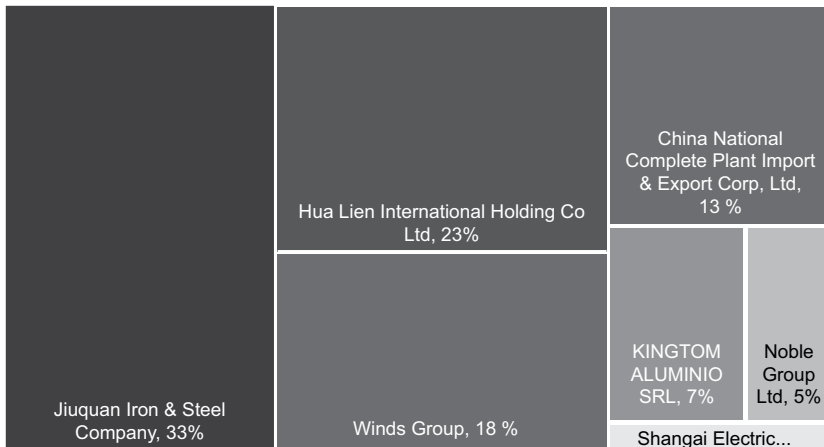 Jiuquan Iron & Steel
Company, 33%
Hua Lien International Holding Co
Ltd, 23%
Winds Group, 18 %
China National
Complete Plant Import
& Export Corp, Ltd,
13 %
KINGTOM
ALUMINIO
SRL, 7%
Noble
Group
Ltd, 5%
Shangai Electric...